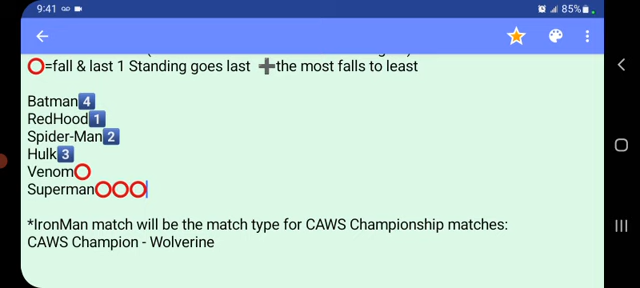 9:41 85%
⭕=fall & last 1 Standing goes last ➕the most falls to least
Batman4️⃣
RedHood1️⃣
Spider-Man2️⃣
Hulk3️⃣
Venom⭕
Superman⭕⭕⭕
*IronMan match will be the match type for CAWS Championship matches:
CAWS Champion - Wolverine